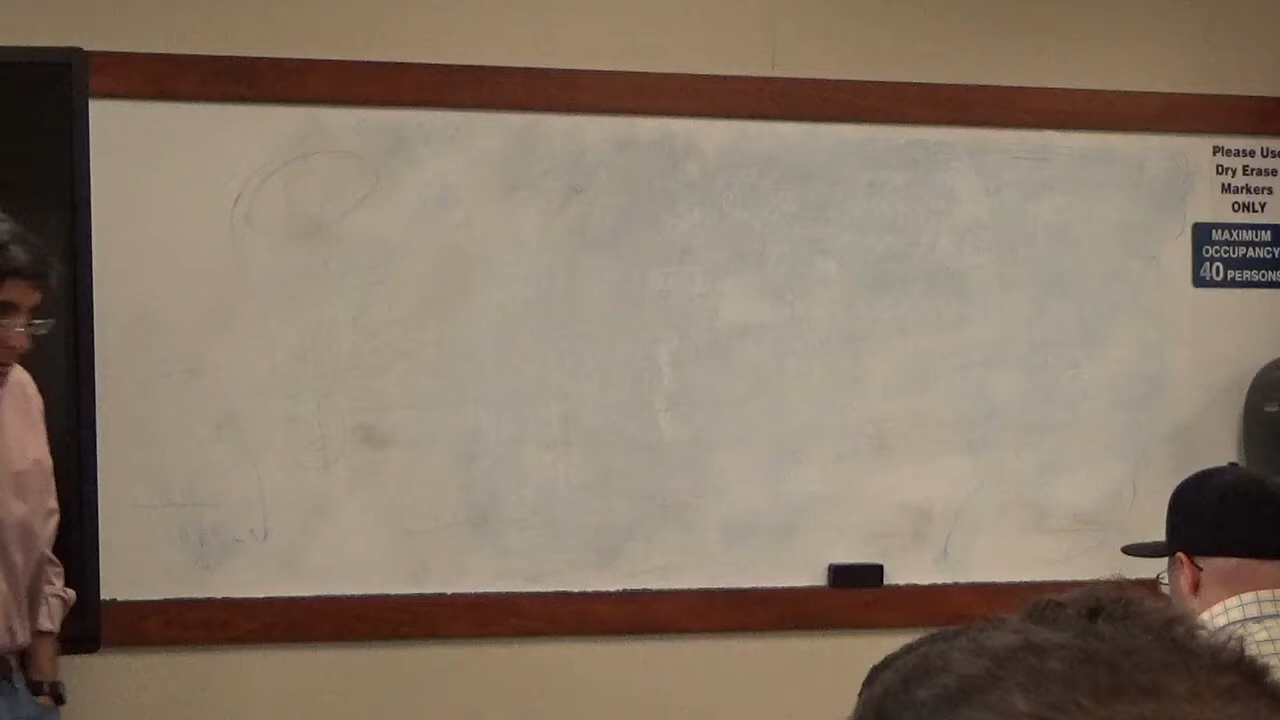 Please Use
Dry Erase
Markers
ONLY
MAXIMUM
OCCUPANCY
40 PERSONS